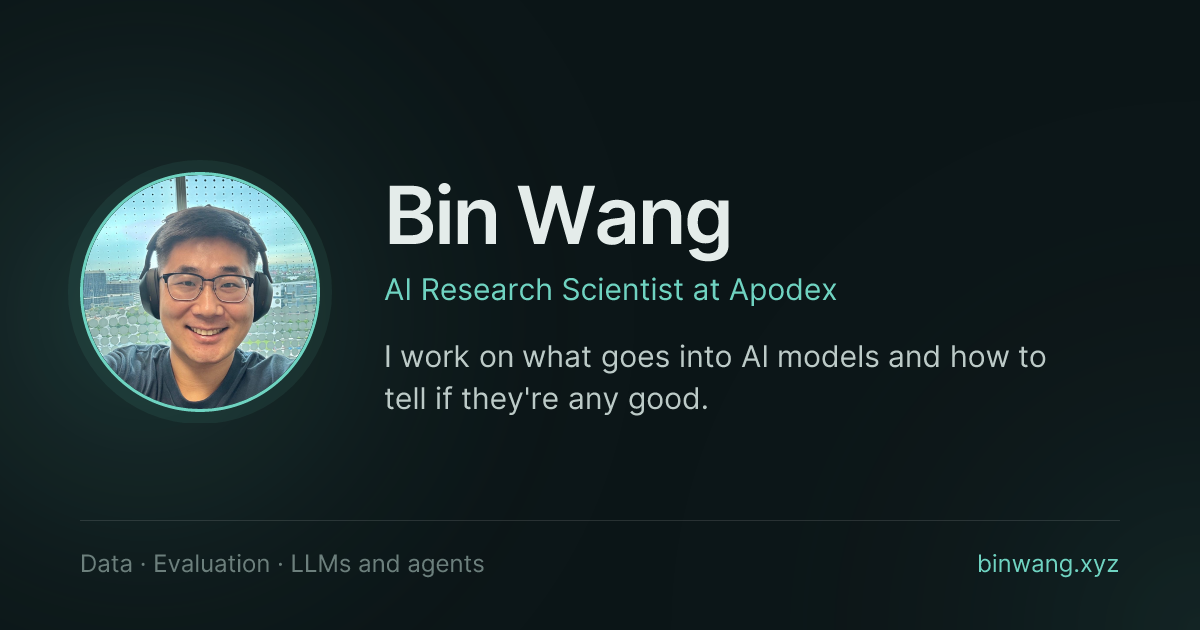 Bin Wang
AI Research Scientist at Apodex
I work on what goes into AI models and how to
tell if they're any good.
Data · Evaluation · LLMs and agents
binwang.xyz